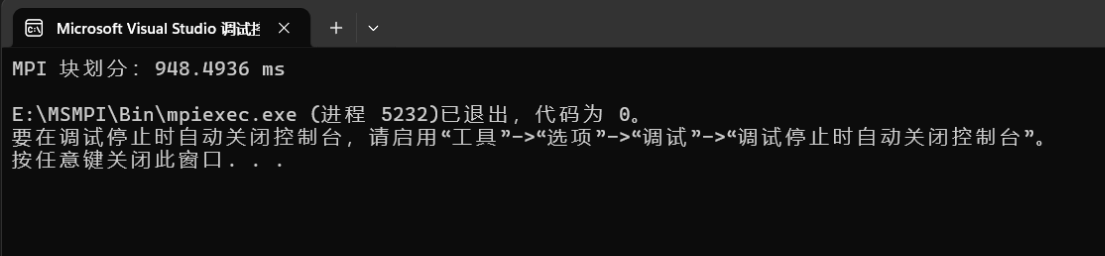 Microsoft Visual Studio 调试控
MPI 块划分：948.4936 ms
E:\MSMPI\Bin\mpiexec.exe (进程 5232)已退出，代码为 0。
要在调试停止时自动关闭控制台，请启用“工具”->“选项”->“调试”->“调试停止时自动关闭控制台”。
按任意键关闭此窗口. . .